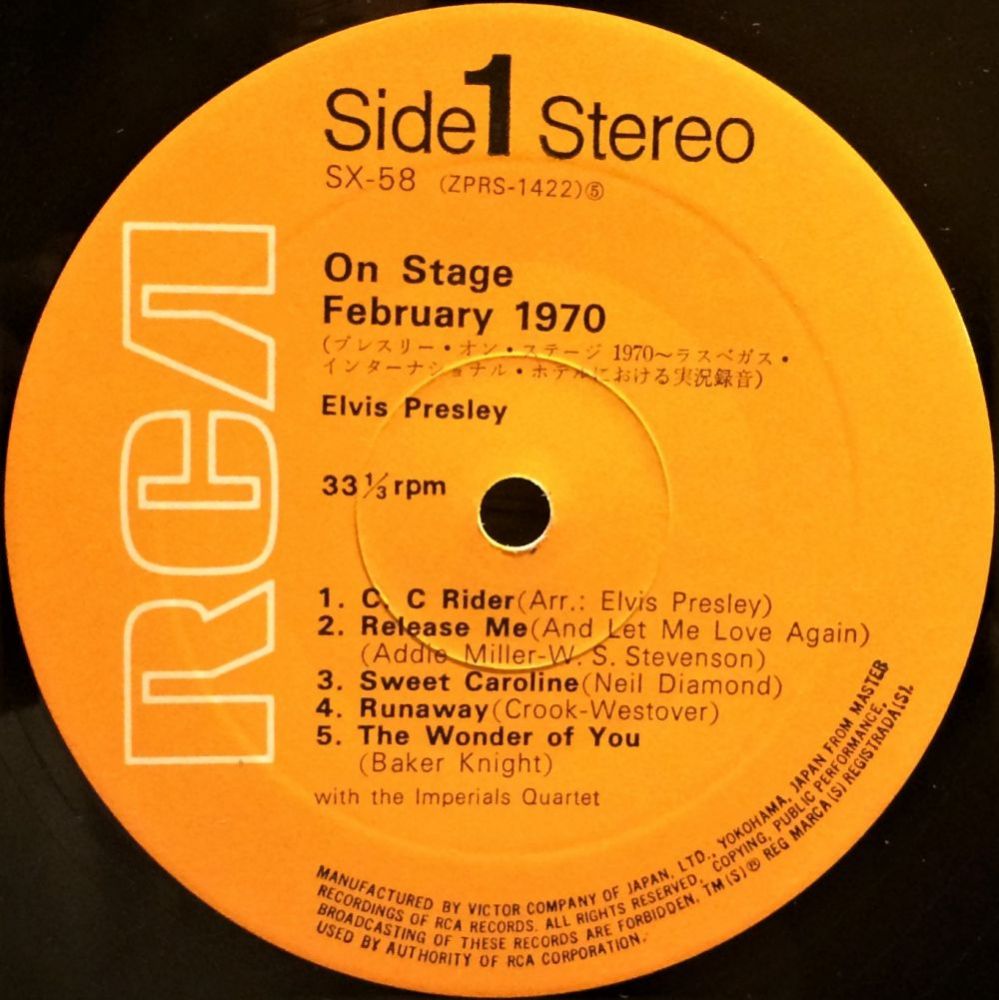 Side 1 Stereo
SX-58 (ZPRS-1422)⑤
RCA
On Stage
February 1970
(プレスリー・オン・ステージ 1970〜ラスベガス・
インターナショナル・ホテルにおける実況録音)
Elvis Presley
33 1/3 rpm
1. C. C Rider(Arr.: Elvis Presley)
2. Release Me(And Let Me Love Again)
(Addie Miller-W. S. Stevenson)
3. Sweet Caroline(Neil Diamond)
4. Runaway(Crook-Westover)
5. The Wonder of You
(Baker Knight)
with the Imperials Quartet
MANUFACTURED BY VICTOR COMPANY OF JAPAN, LTD., YOKOHAMA, JAPAN FROM MASTER
RECORDINGS OF RCA RECORDS. ALL RIGHTS RESERVED, COPYING, PUBLIC PERFORMANCE,
BROADCASTING OF THESE RECORDS ARE FORBIDDEN. TM(S)® REG MARCA(S) REGISTRADA(S).
USED BY AUTHORITY OF RCA CORPORATION.